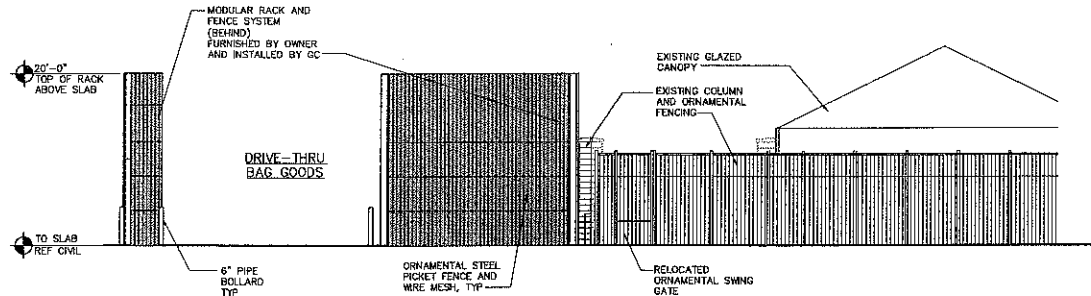 MODULAR RACK AND
FENCE SYSTEM
(BEHIND)
FURNISHED BY OWNER
AND INSTALLED BY GC
20'-0"
TOP OF RACK
ABOVE SLAB
EXISTING GLAZED
CANOPY
EXISTING COLUMN
AND ORNAMENTAL
FENCING
DRIVE-THRU
BAG GOODS
TO SLAB
REF CIVIL
6" PIPE
BOLLARD
TYP
ORNAMENTAL STEEL
PICKET FENCE AND
WIRE MESH, TYP
RELOCATED
ORNAMENTAL SWING
GATE